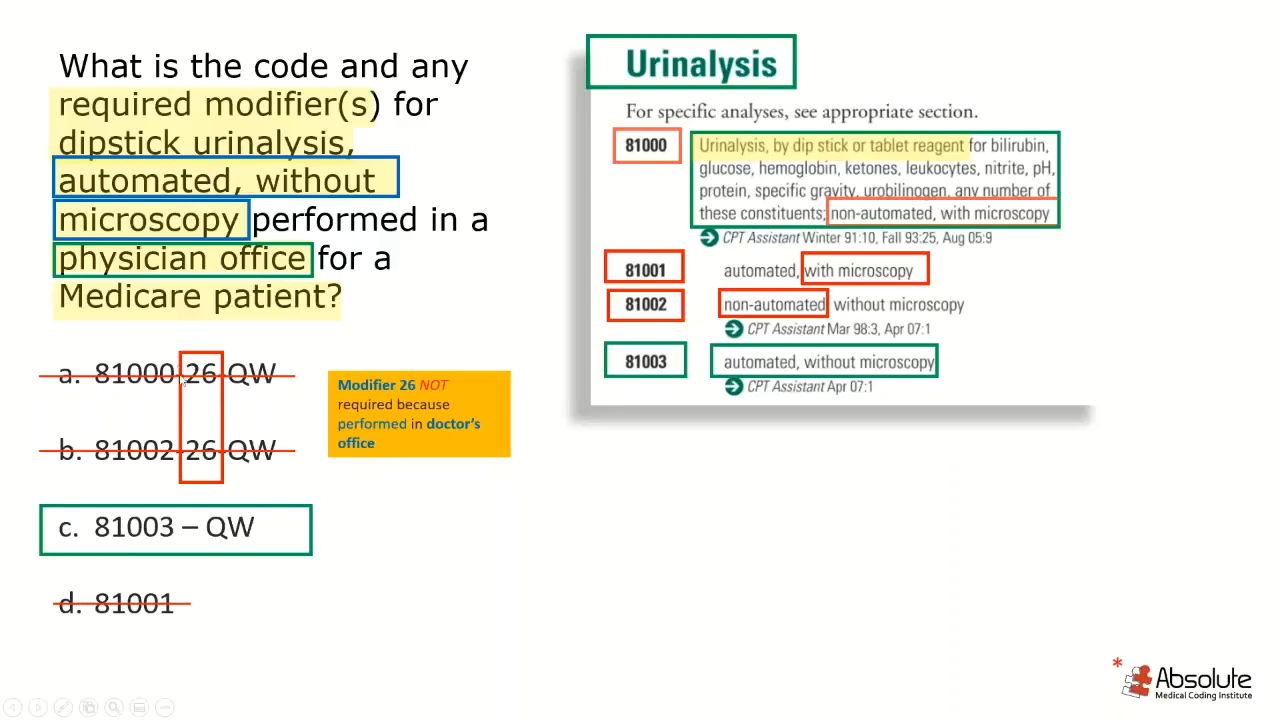 What is the code and any
required modifier(s) for
dipstick urinalysis,
automated, without
microscopy performed in a
physician office for a
Medicare patient?
a. 81000-26-QW
b. 81002-26-QW
c. 81003 – QW
d. 81001
Modifier 26 NOT
required because
performed in doctor's
office
Urinalysis
For specific analyses, see appropriate section.
81000 Urinalysis, by dip stick or tablet reagent for bilirubin,
glucose, hemoglobin, ketones, leukocytes, nitrite, pH,
protein, specific gravity, urobilinogen, any number of
these constituents; non-automated, with microscopy
CPT Assistant Winter 91:10, Fall 93:25, Aug 05:9
81001 automated, with microscopy
81002 non-automated, without microscopy
CPT Assistant Mar 98:3, Apr 07:1
81003 automated, without microscopy
CPT Assistant Apr 07:1
* Absolute
Medical Coding Institute